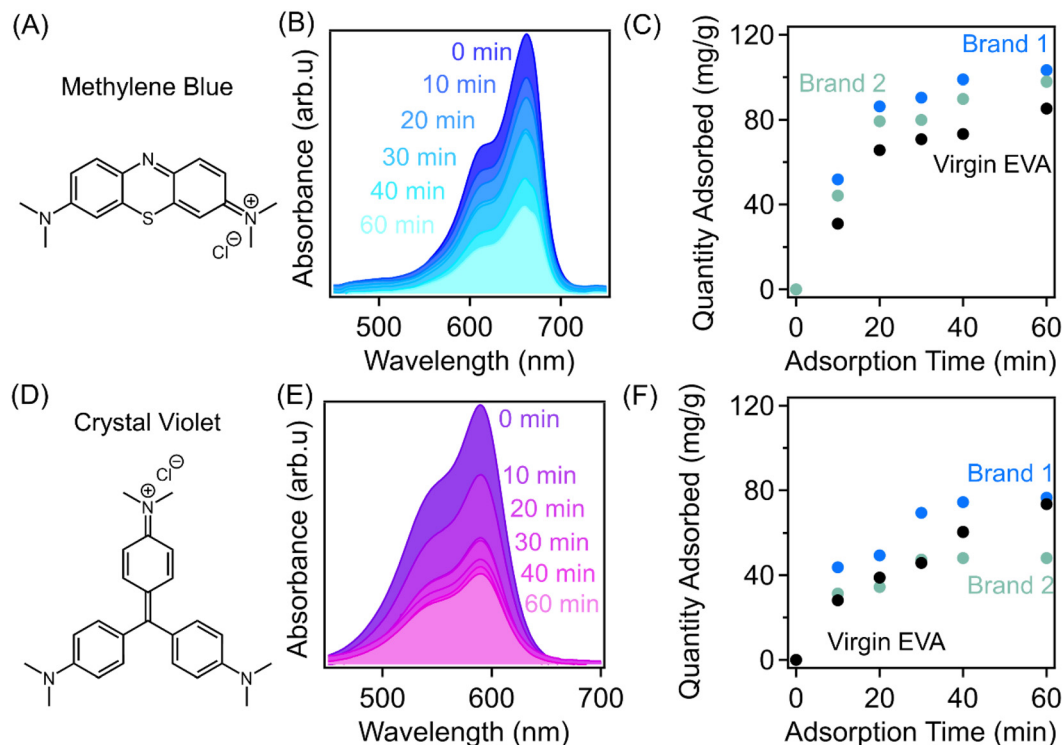 (A)
Methylene Blue
N
N
S
N
⊕
Cl⊖
(B)
Absorbance (arb.u)
0 min
10 min
20 min
30 min
40 min
60 min
500 600 700
Wavelength (nm)
(C)
Quantity Adsorbed (mg/g)
120
80
40
0
Brand 1
Brand 2
Virgin EVA
0 20 40 60
Adsorption Time (min)
(D)
Crystal Violet
Cl⊖
⊕
N
N
N
(E)
Absorbance (arb.u)
0 min
10 min
20 min
30 min
40 min
60 min
500 600 700
Wavelength (nm)
(F)
Quantity Adsorbed (mg/g)
120
80
40
0
Brand 1
Brand 2
Virgin EVA
0 20 40 60
Adsorption Time (min)